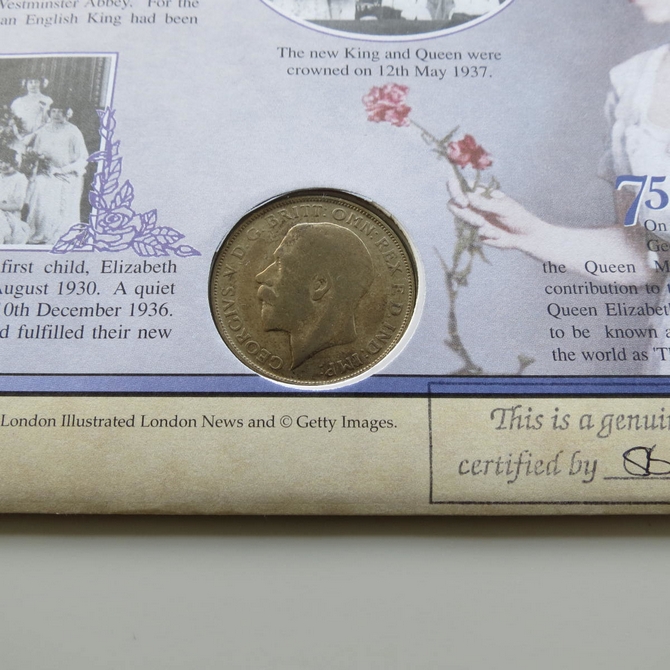 Westminster Abbey. For the
an English King had been
The new King and Queen were
crowned on 12th May 1937.
first child, Elizabeth
August 1930. A quiet
10th December 1936.
fulfilled their new
GEORGIVS V D.G. BRITT: OMN: REX F.D. IND: IMP:
75
On
the Queen
contribution to
Queen Elizabeth
to be known
the world as
London Illustrated London News and © Getty Images.
This is a
certified by